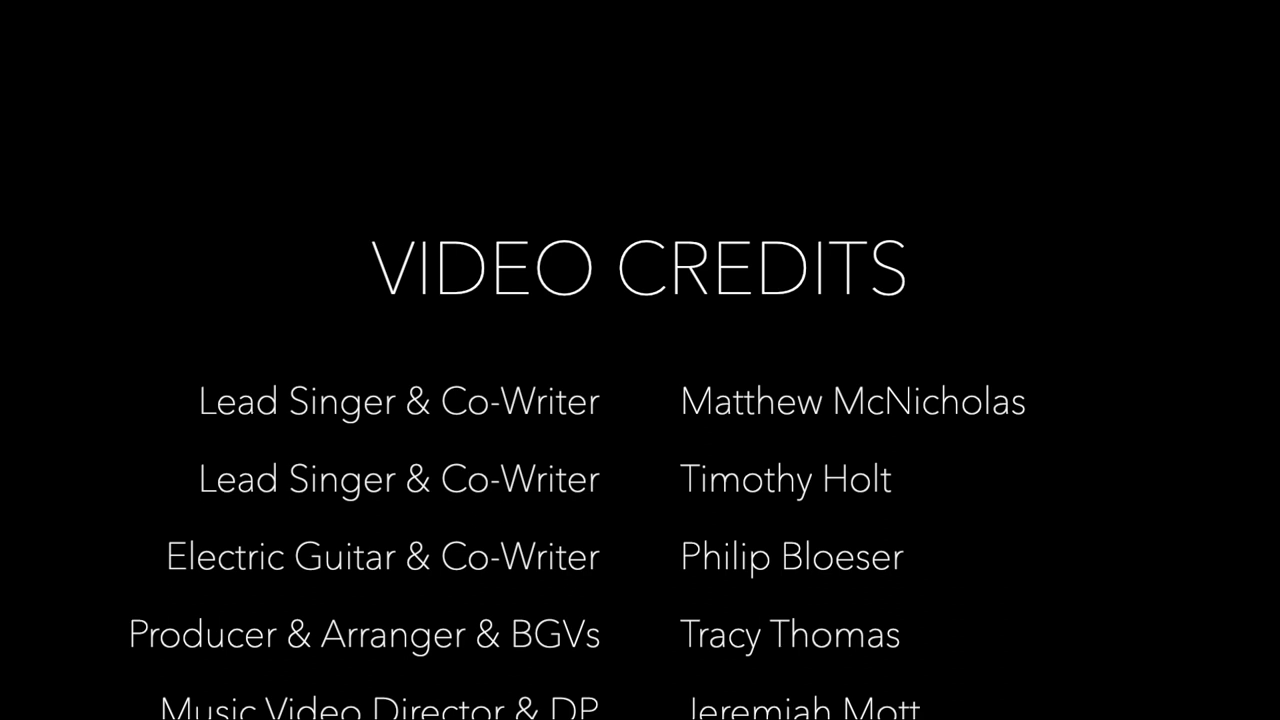 VIDEO CREDITS
Lead Singer & Co-Writer Matthew McNicholas
Lead Singer & Co-Writer Timothy Holt
Electric Guitar & Co-Writer Philip Bloeser
Producer & Arranger & BGVs Tracy Thomas
Music Video Director & DP Jeremiah Mott